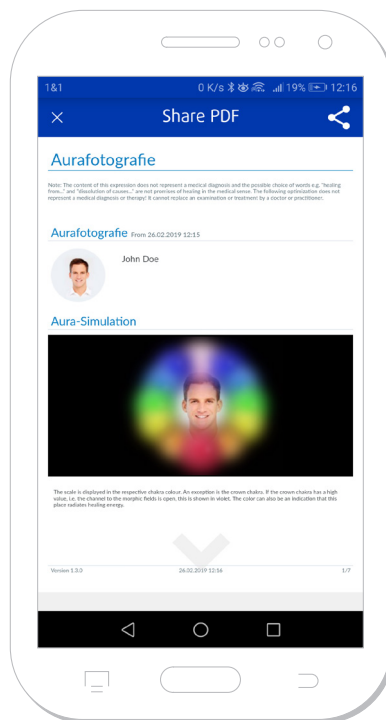 1&1 0 K/s 19% 12:16
Share PDF
Aurafotografie
Note: The content of this expression does not represent a medical diagnosis and the possible choice of words e.g. "healing
from..." and "dissolution of causes..." are not promises of healing in the medical sense. The following optimization does not
represent a medical diagnosis or therapy! It cannot replace an examination or treatment by a doctor or practitioner.
Aurafotografie From 26.02.2019 12:15
John Doe
Aura-Simulation
The scale is displayed in the respective chakra colour. An exception is the crown chakra. If the crown chakra has a high
value, i.e. the channel to the morphic fields is open, this is shown in violet. The color can also be an indication that this
place radiates healing energy.
Version 1.3.0 26.02.2019 12:16 1/7